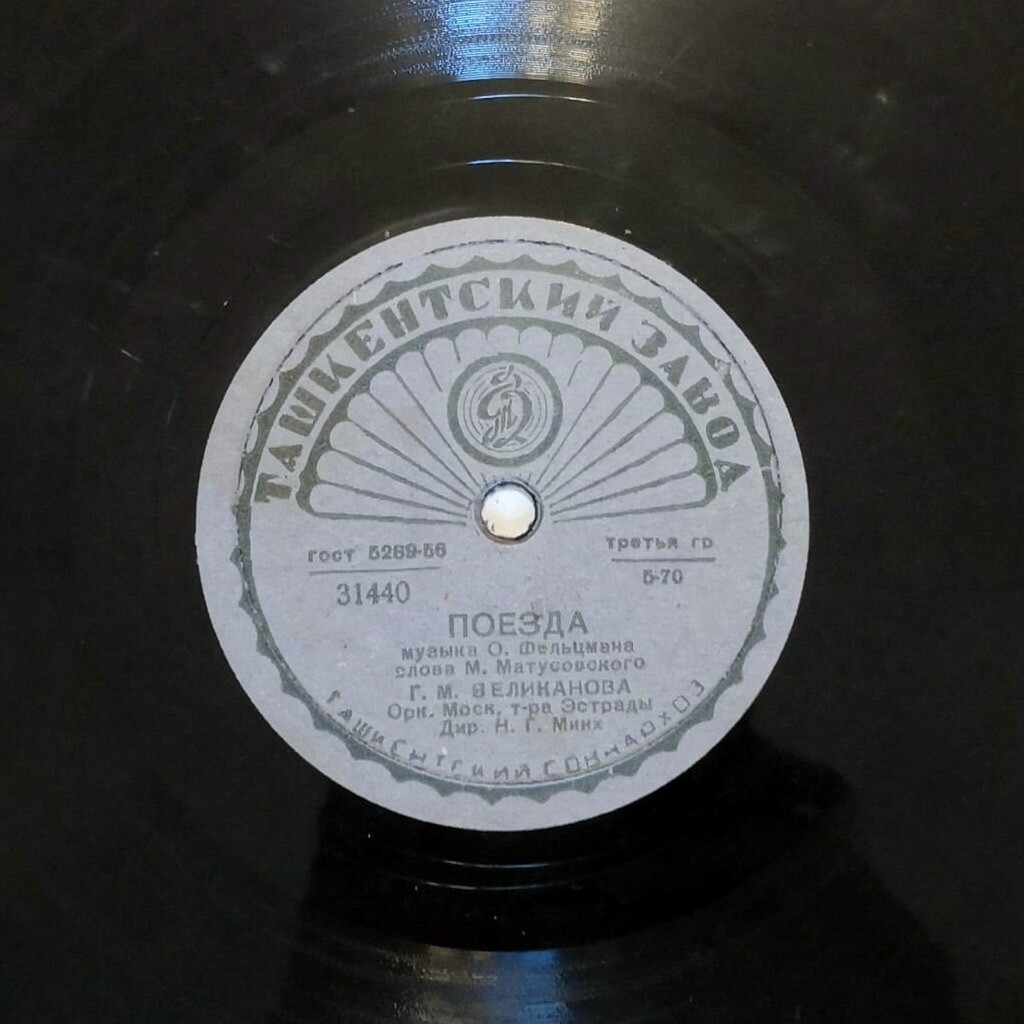 ТАШКЕНТСКИЙ ЗАВОД
ГОСТ 5289-56
31440
третья гр
5-70
ПОЕЗДА
музыка О. Фельцмана
слова М. Матусовского
Г. М. ВЕЛИКАНОВА
Орк. Моск. т-ра Эстрады
Дир. Н. Г. Минх